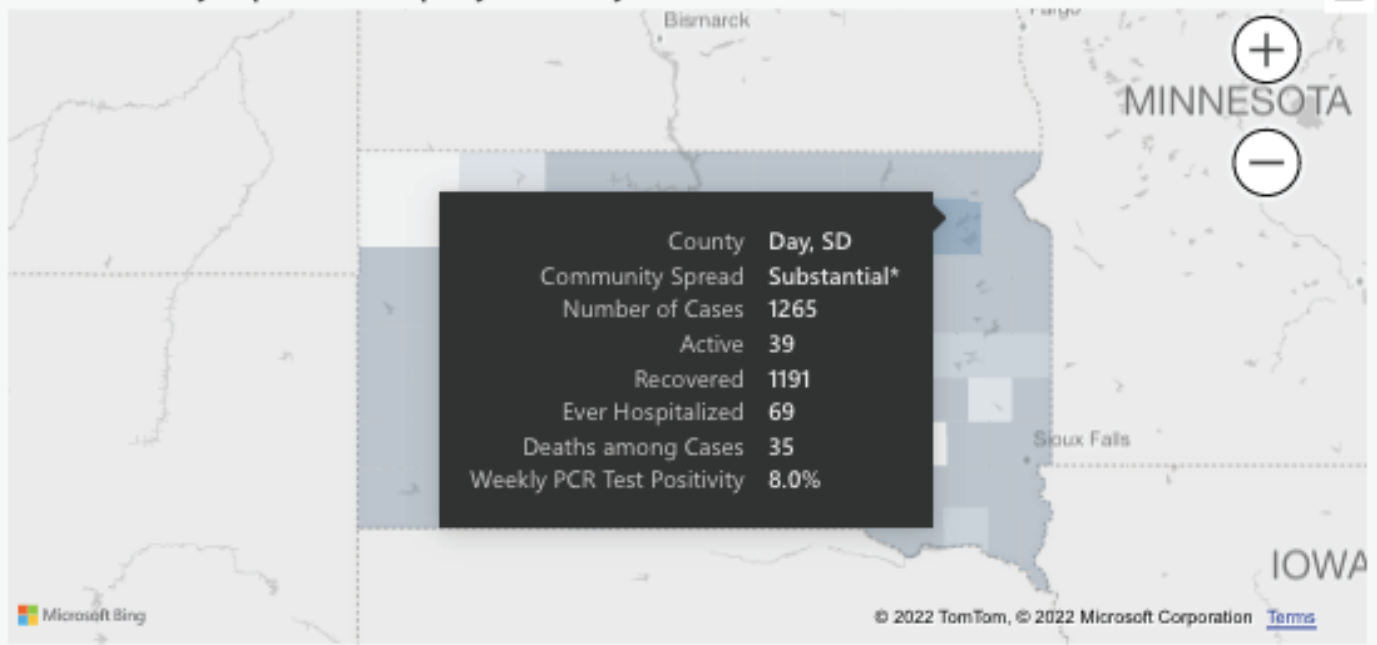 Bismarck
Fargo
MINNESOTA
County Day, SD
Community Spread Substantial*
Number of Cases 1265
Active 39
Recovered 1191
Ever Hospitalized 69
Deaths among Cases 35
Weekly PCR Test Positivity 8.0%
Sioux Falls
IOWA
Microsoft Bing
© 2022 TomTom, © 2022 Microsoft Corporation Terms